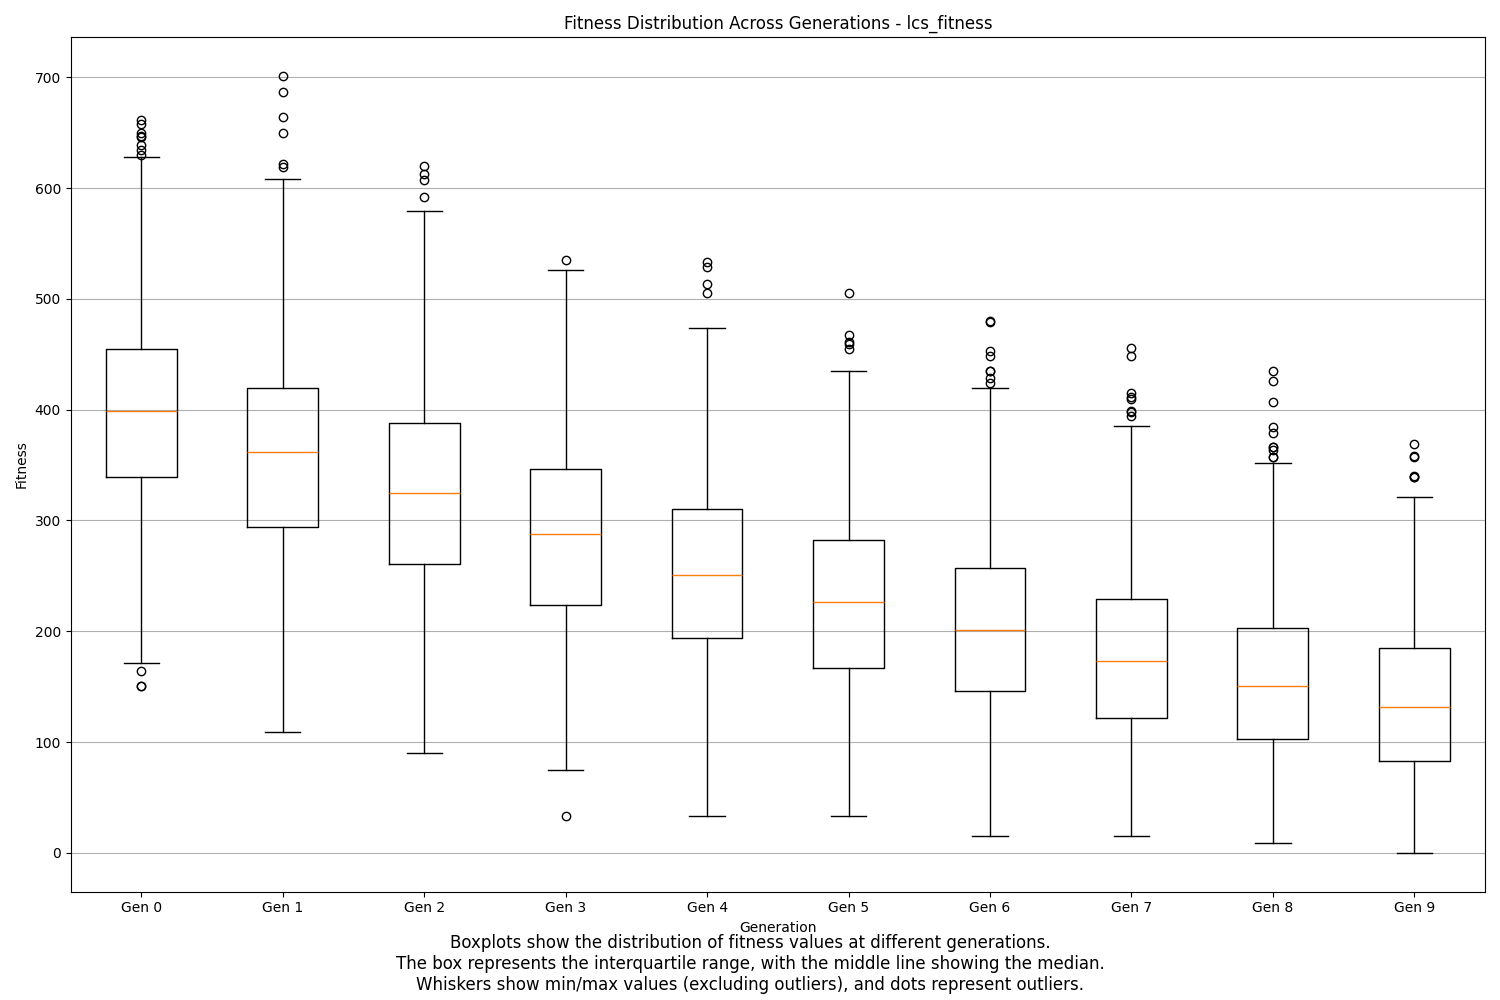 Fitness Distribution Across Generations - lcs_fitness
700
600
500
400
300
200
100
0
Fitness
Gen 0 Gen 1 Gen 2 Gen 3 Gen 4 Gen 5 Gen 6 Gen 7 Gen 8 Gen 9
Generation
Boxplots show the distribution of fitness values at different generations.
The box represents the interquartile range, with the middle line showing the median.
Whiskers show min/max values (excluding outliers), and dots represent outliers.